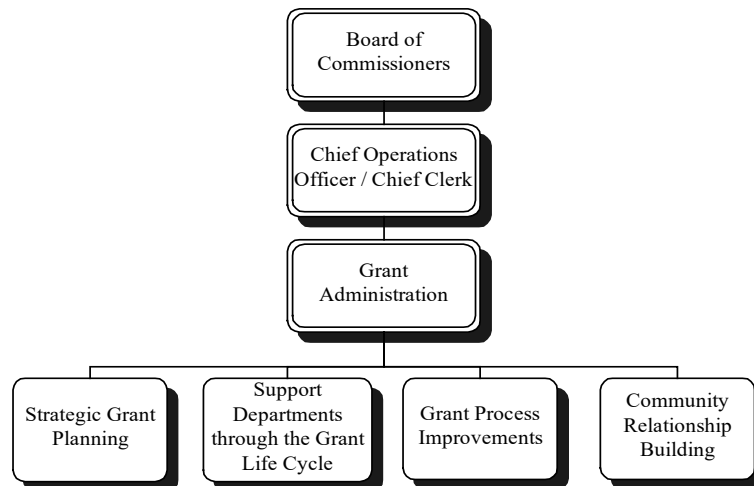 Board of
Commissioners
Chief Operations
Officer / Chief Clerk
Grant
Administration
Strategic Grant
Planning
Support
Departments
through the Grant
Life Cycle
Grant Process
Improvements
Community
Relationship
Building